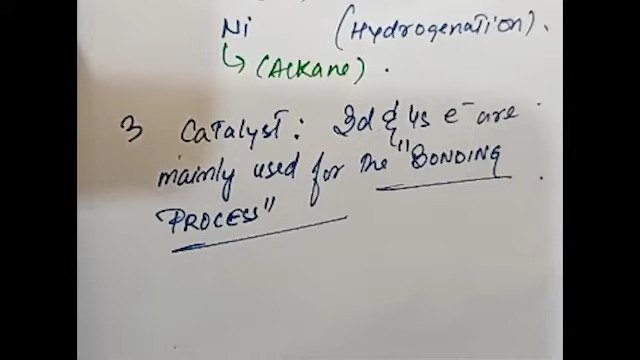 Ni (Hydrogenation).
↳ (Alkane).
3 Catalyst: 3d & 4s e⁻ are
mainly used for the "BONDING
PROCESS"